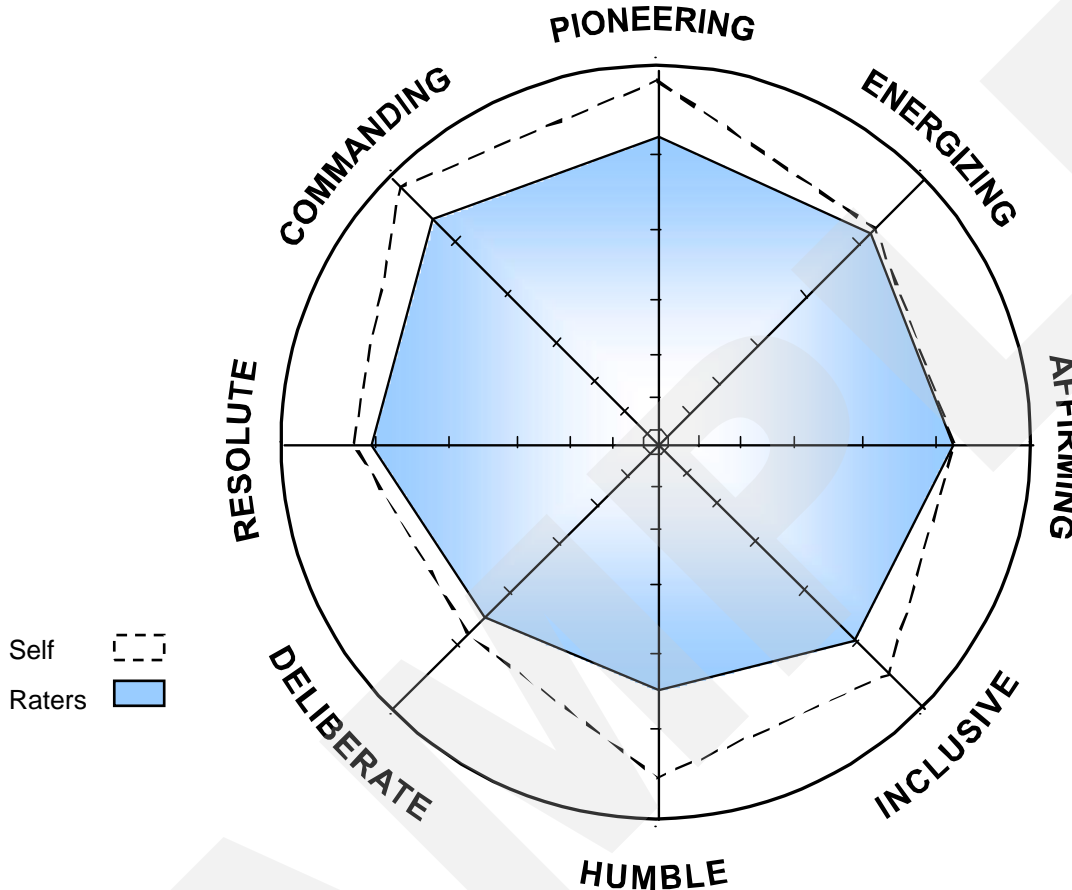 PIONEERING
ENERGIZING
COMMANDING
AFFIRMING
RESOLUTE
Self
Raters
DELIBERATE
INCLUSIVE
HUMBLE